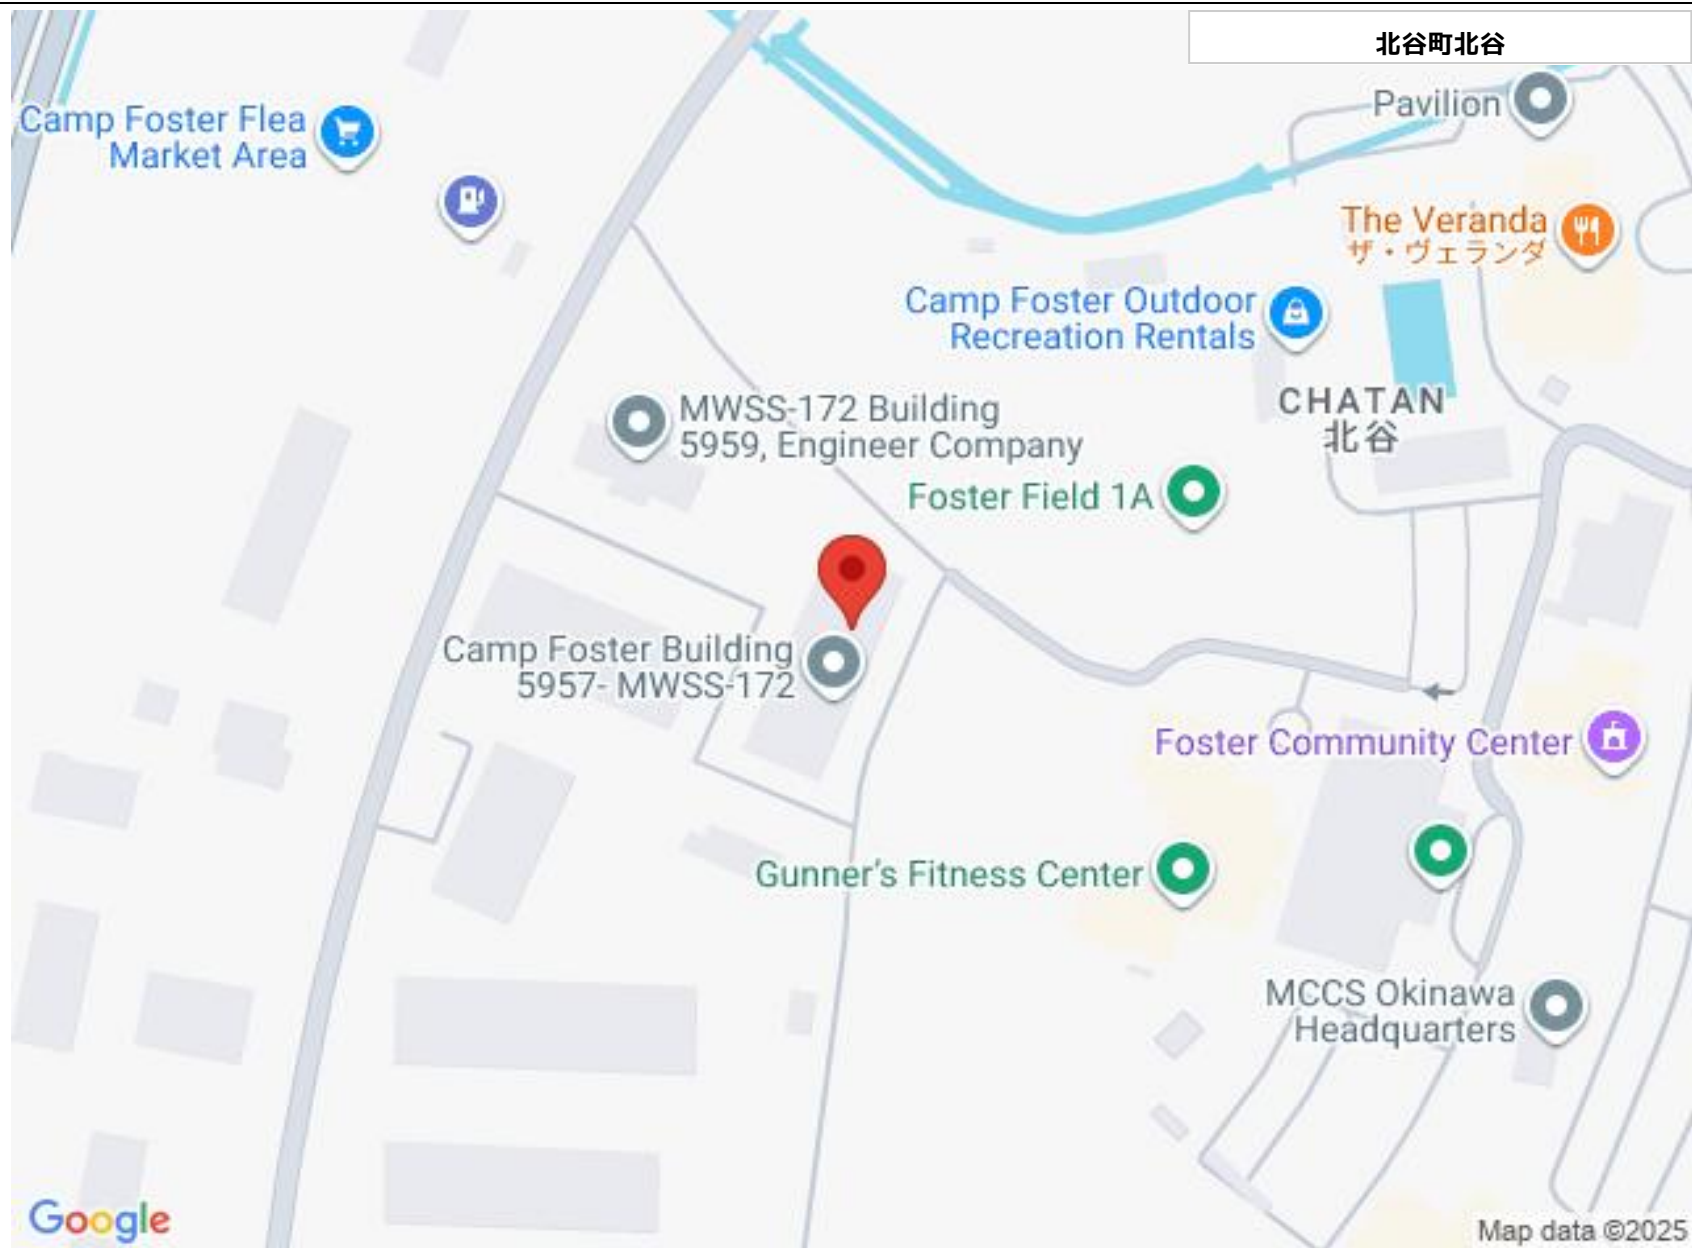 北谷町北谷
Pavilion
Camp Foster Flea
Market Area
The Veranda
ザ・ヴェランダ
Camp Foster Outdoor
Recreation Rentals
CHATAN
北谷
MWSS-172 Building
5959, Engineer Company
Foster Field 1A
Camp Foster Building
5957- MWSS-172
Foster Community Center
Gunner's Fitness Center
MCCS Okinawa
Headquarters
Google
Map data ©2025